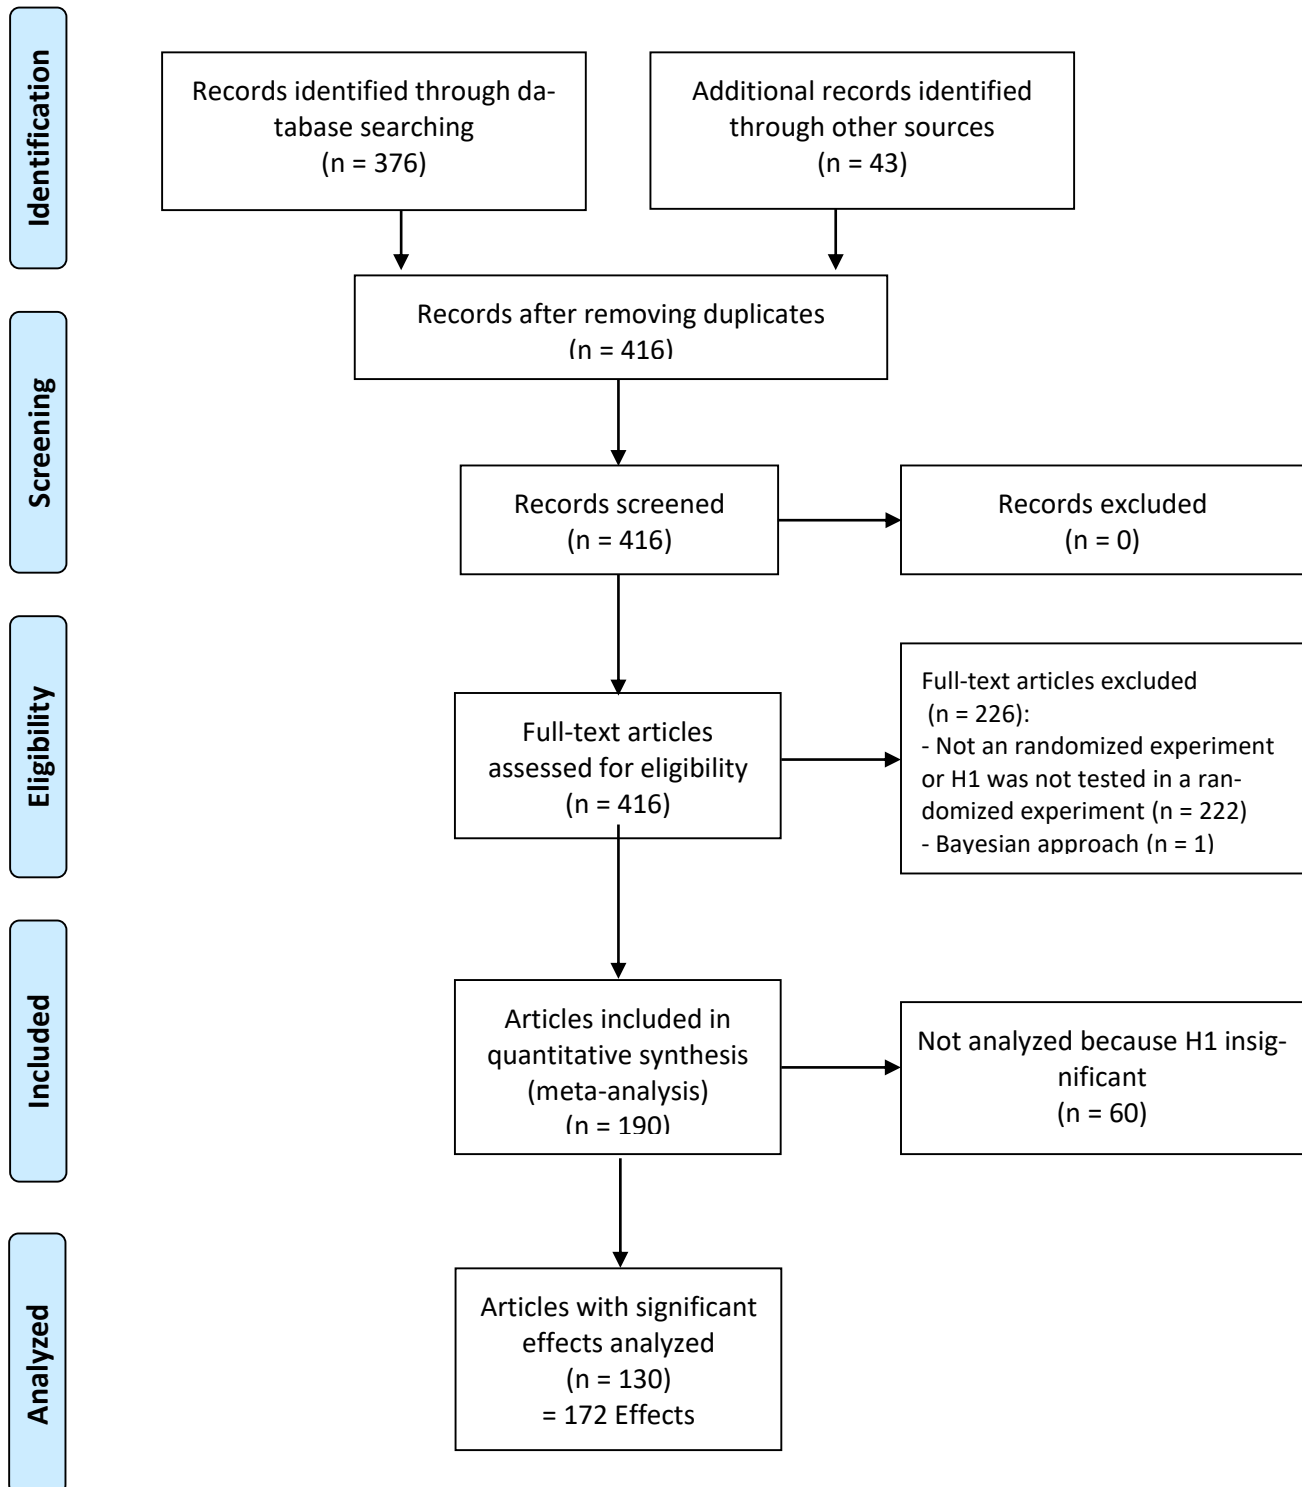 Identification
Records identified through da-
tabase searching
(n = 376)
Additional records identified
through other sources
(n = 43)
Screening
Records after removing duplicates
(n = 416)
Records screened
(n = 416)
Records excluded
(n = 0)
Eligibility
Full-text articles
assessed for eligibility
(n = 416)
Full-text articles excluded
(n = 226):
- Not an randomized experiment
or H1 was not tested in a ran-
domized experiment (n = 222)
- Bayesian approach (n = 1)
Included
Articles included in
quantitative synthesis
(meta-analysis)
(n = 190)
Not analyzed because H1 insig-
nificant
(n = 60)
Analyzed
Articles with significant
effects analyzed
(n = 130)
= 172 Effects